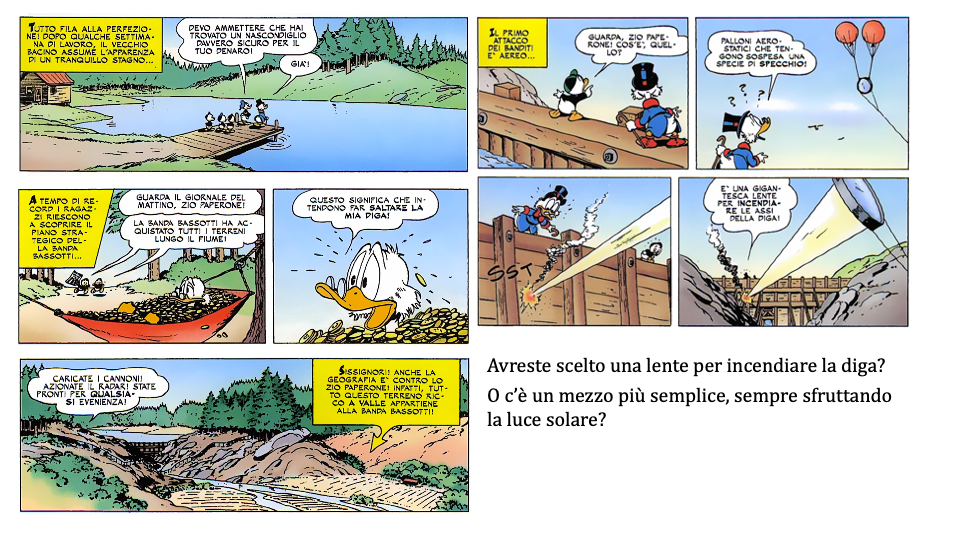 TUTTO FILA ALLA PERFEZIO-
NE! DOPO QUALCHE SETTIMA-
NA DI LAVORO, IL VECCHIO
BACINO ASSUME L'APPARENZA
DI UN TRANQUILLO STAGNO...
DEVO AMMETTERE CHE HAI
TROVATO UN NASCONDIGLIO
DAVVERO SICURO PER IL
TUO DENARO!
GIA'!
A TEMPO DI RE-
CORD I RAGAZ-
ZI RIESCONO
A SCOPRIRE IL
PIANO STRA-
TEGICO DEL-
LA BANDA
BASSOTTI...
GUARDA IL GIORNALE DEL
MATTINO, ZIO PAPERONE!
LA BANDA BASSOTTI HA AC-
QUISTATO TUTTI I TERRENI
LUNGO IL FIUME!
QUESTO SIGNIFICA CHE IN-
TENDONO FAR SALTARE LA
MIA DIGA!
CARICATE I CANNONI!
AZIONATE IL RADAR! STATE
PRONTI PER QUALSIA-
SI EVENIENZA!
SISSIGNORI! ANCHE LA
GEOGRAFIA E' CONTRO LO
ZIO PAPERONE! INFATTI, TUT-
TO QUESTO TERRENO RIC-
CO A VALLE APPARTIENE
ALLA BANDA BASSOTTI!
IL PRIMO
ATTACCO
DEI BANDITI
E' AEREO...
GUARDA, ZIO PAPE-
RONE! COS'E', QUEL-
LO?
PALLONI AERO-
STATICI CHE TEN-
GONO SOSPESA UNA
SPECIE DI SPECCHIO!
? ? ?
SST
E' UNA GIGAN-
TESCA LENTE
PER INCENDIA-
RE LE ASSI
DELLA DIGA!
Avreste scelto una lente per incendiare la diga?
O c'è un mezzo più semplice, sempre sfruttando
la luce solare?